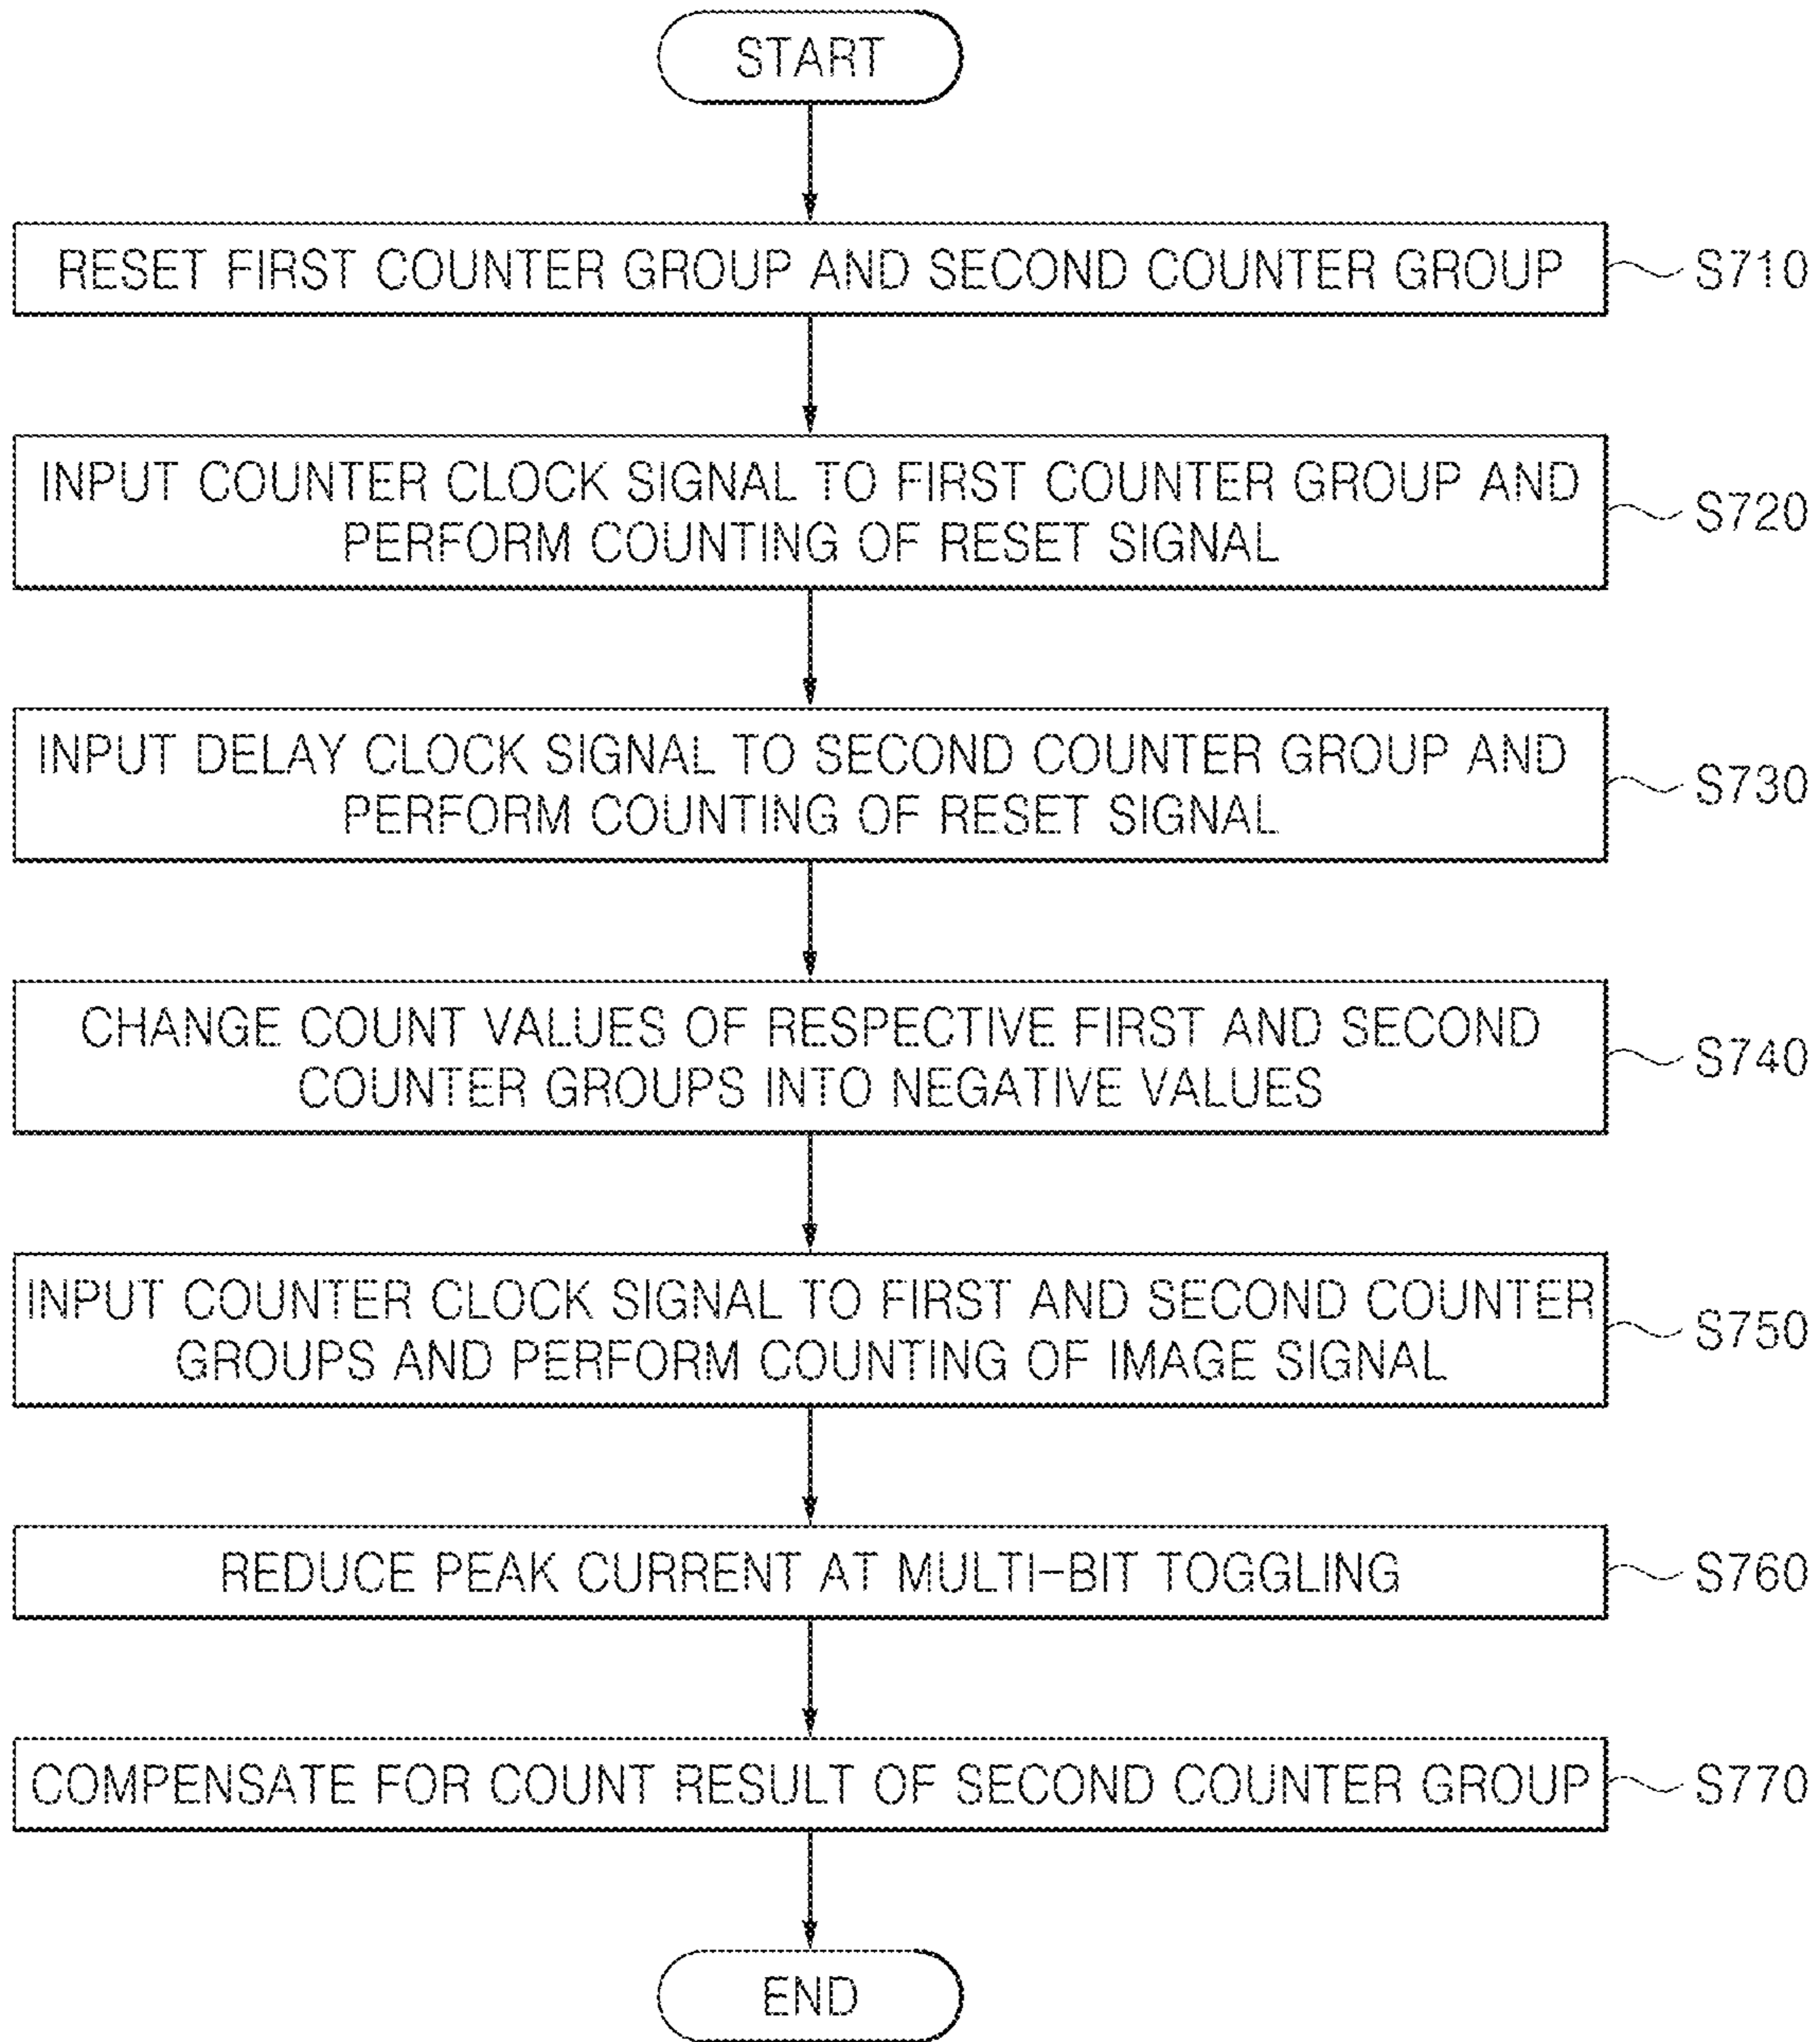 START
RESET FIRST COUNTER GROUP AND SECOND COUNTER GROUP
S710
INPUT COUNTER CLOCK SIGNAL TO FIRST COUNTER GROUP AND
PERFORM COUNTING OF RESET SIGNAL
S720
INPUT DELAY CLOCK SIGNAL TO SECOND COUNTER GROUP AND
PERFORM COUNTING OF RESET SIGNAL
S730
CHANGE COUNT VALUES OF RESPECTIVE FIRST AND SECOND
COUNTER GROUPS INTO NEGATIVE VALUES
S740
INPUT COUNTER CLOCK SIGNAL TO FIRST AND SECOND COUNTER
GROUPS AND PERFORM COUNTING OF IMAGE SIGNAL
S750
REDUCE PEAK CURRENT AT MULTI-BIT TOGGLING
S760
COMPENSATE FOR COUNT RESULT OF SECOND COUNTER GROUP
S770
END